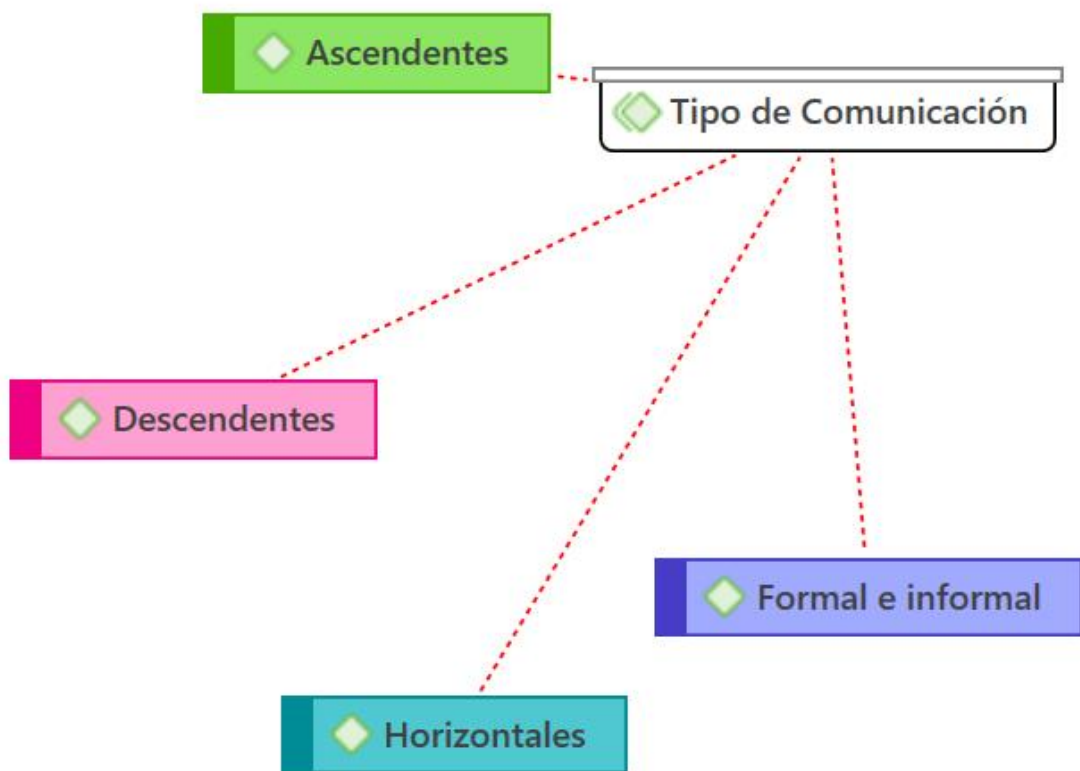 Ascendentes
Tipo de Comunicación
Descendentes
Formal e informal
Horizontales